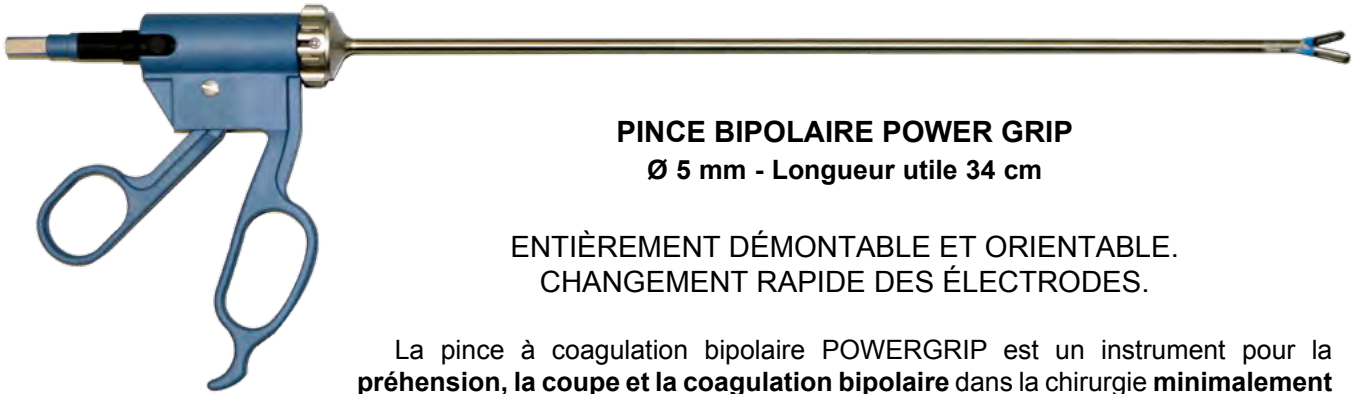 PINCE BIPOLAIRE POWER GRIP
Ø 5 mm - Longueur utile 34 cm
ENTIÈREMENT DÉMONTABLE ET ORIENTABLE.
CHANGEMENT RAPIDE DES ÉLECTRODES.
La pince à coagulation bipolaire POWERGRIP est un instrument pour la
préhension, la coupe et la coagulation bipolaire dans la chirurgie minimalement